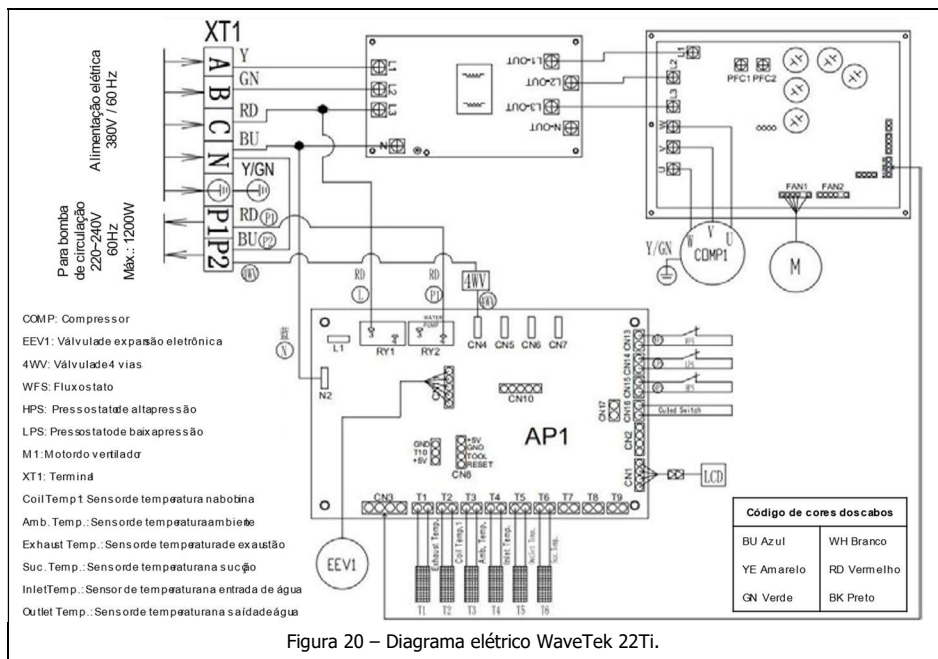 XT1
Alimentação elétrica
380V / 60 Hz
Para bomba
de circulação
220~240V
60Hz
Máx.: 1200W
A
B
C
N
P1
P2
Y
GN
RD
BU
Y/GN
RD P1
BU P2
4WV
L1
L2
L3
N
L1-OUT
L2-OUT
L3-OUT
N-OUT
L1
L2
L3
W
V
U
PFC1 PFC2
FAN1 FAN2
W V U
COMP1
Y/GN
M
RD
L
RD
P1
4WV
4WV
N
L1
N2
RY1
WATER
PUMP
RY2
CN4 CN5 CN6 CN7
CN10
AP1
GND
T10
+5V
+5V
GND
TOOL
RESET
CN8
CN13
CN14
CN15
CN16
CN17
CN2
CN1
LPS
LCD
CN3 T1 T2 T3 T4 T5 T6 T7 T8 T9
Exhaust Temp.
Coil Temp.1
Amb. Temp.
Inlet Temp.
Outlet Temp.
Suc.Temp.
T1 T2 T3 T4 T5 T6
EEV1
COMP: Compressor
EEV1: Válvula de expansão eletrônica
4WV: Válvula de 4 vias
WFS: Fluxostato
HPS: Pressostato de alta pressão
LPS: Pressostato de baixa pressão
M1: Motor do ventilador
XT1: Terminal
Coil Temp1: Sensor de temperatura na bobina
Amb. Temp.: Sensor de temperatura ambiente
Exhaust Temp.: Sensor de temperatura de exaustão
Suc. Temp.: Sensor de temperatura na sucção
Inlet Temp.: Sensor de temperatura na entrada de água
Outlet Temp.: Sensor de temperatura na saída de água
Código de cores dos cabos
BU Azul WH Branco
YE Amarelo RD Vermelho
GN Verde BK Preto
Figura 20 – Diagrama elétrico WaveTek 22Ti.